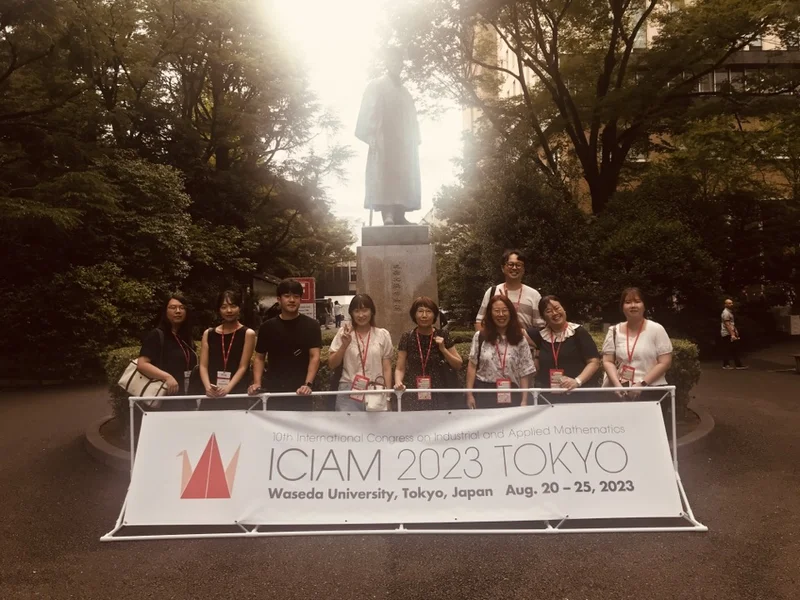 10th International Congress on Industrial and Applied Mathematics
ICIAM 2023 TOKYO
Waseda University, Tokyo, Japan Aug. 20 – 25, 2023